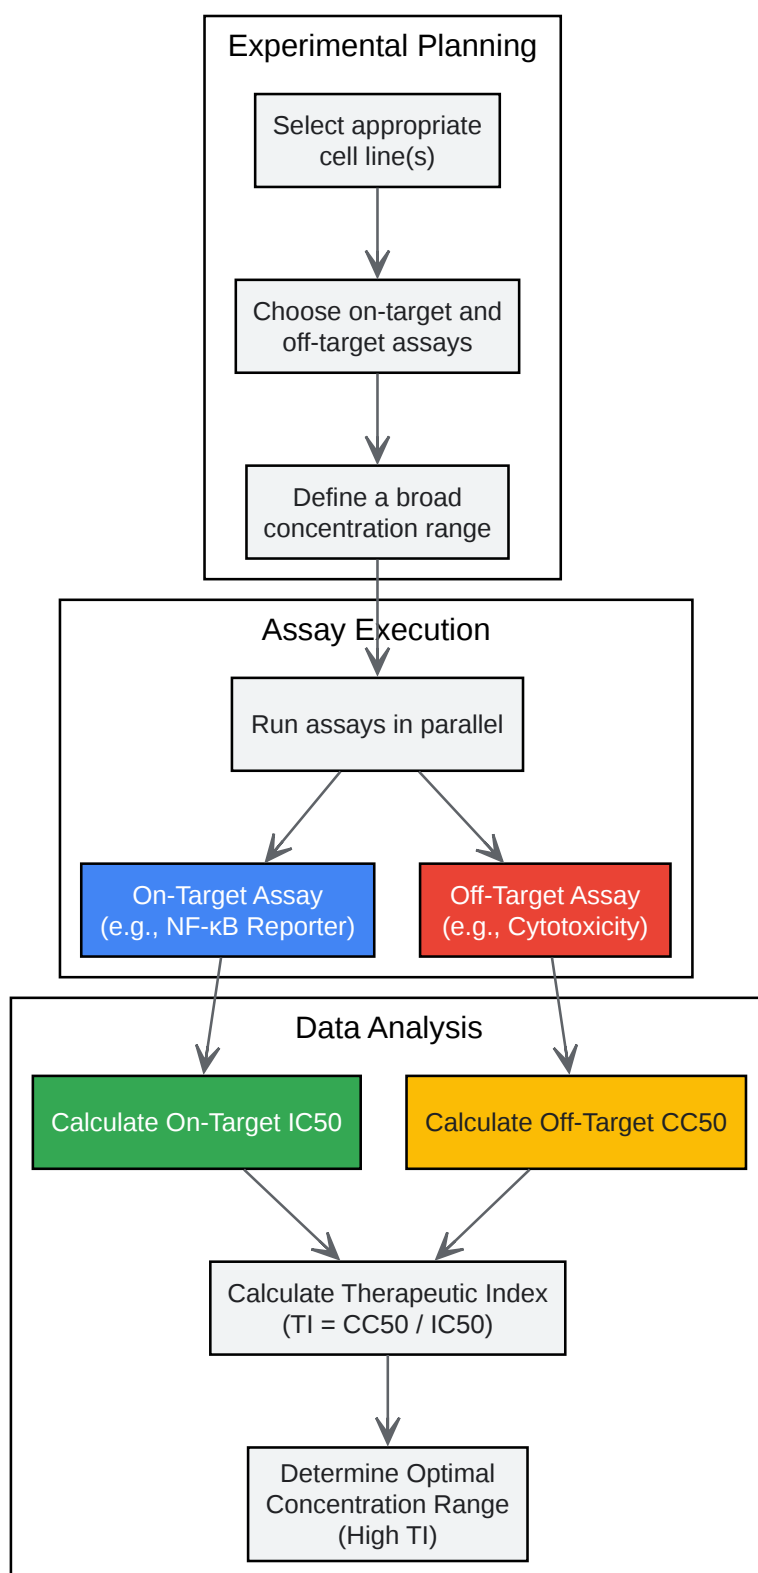 Experimental Planning
Select appropriate
cell line(s)
Choose on-target and
off-target assays
Define a broad
concentration range
Assay Execution
Run assays in parallel
On-Target Assay
(e.g., NF-κB Reporter)
Off-Target Assay
(e.g., Cytotoxicity)
Data Analysis
Calculate On-Target IC50
Calculate Off-Target CC50
Calculate Therapeutic Index
(TI = CC50 / IC50)
Determine Optimal
Concentration Range
(High TI)